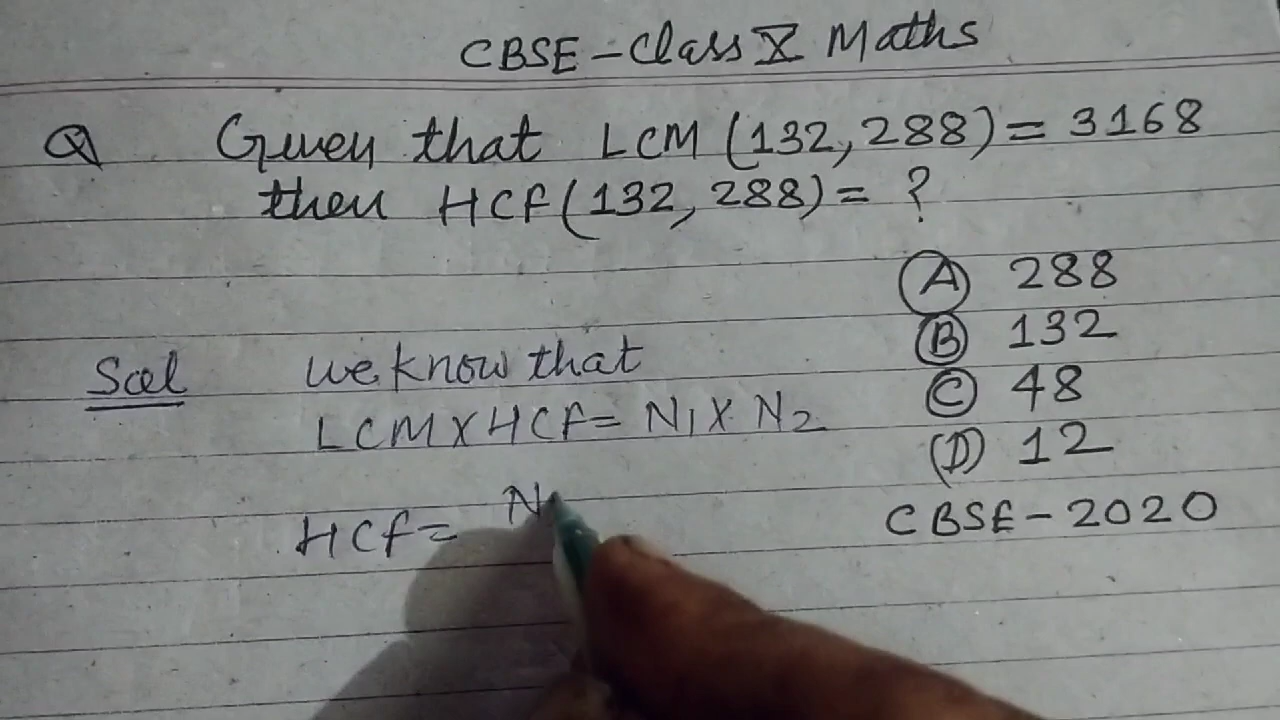 CBSE - Class X Maths
Q Given that LCM (132, 288) = 3168
then HCF (132, 288) = ?
A 288
B 132
C 48
(D) 12
CBSE - 2020
Sol we know that
LCM X HCF = N1 X N2
HCF = N